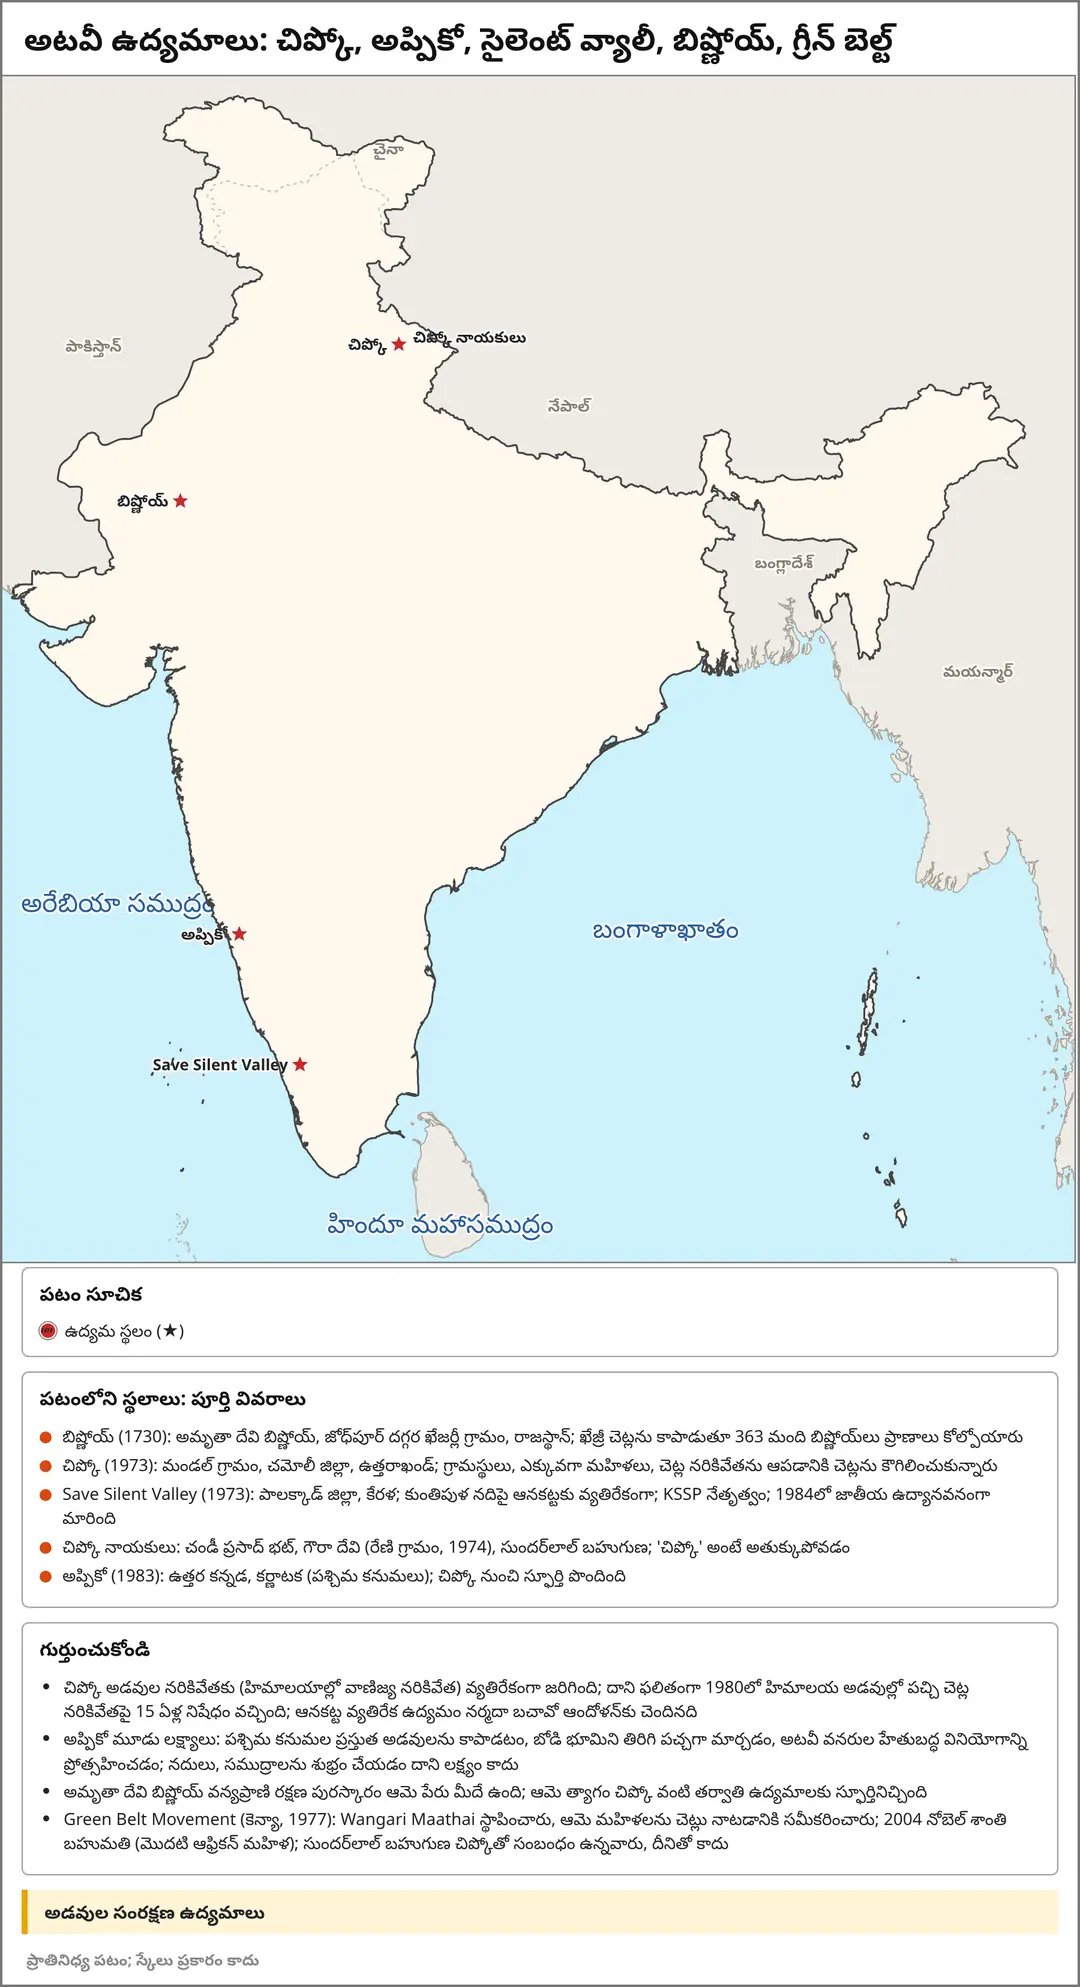 అటవీ ఉద్యమాలు: చిప్కో, అప్పికో, సైలెంట్ వ్యాలీ, బిష్ణోయ్, గ్రీన్ బెల్ట్
చైనా
పాకిస్తాన్
చిప్కో
చిప్కో నాయకులు
నేపాల్
బిష్ణోయ్
బంగ్లాదేశ్
మయన్మార్
అరేబియా సముద్రం
అప్పికో
బంగాళాఖాతం
Save Silent Valley
హిందూ మహాసముద్రం
పటం సూచిక
ఉద్యమ స్థలం (★)
పటంలోని స్థలాలు: పూర్తి వివరాలు
బిష్ణోయ్ (1730): అమృతా దేవి బిష్ణోయ్, జోధ్‌పూర్ దగ్గర ఖేజర్లీ గ్రామం, రాజస్థాన్; ఖేజ్రీ చెట్లను కాపాడుతూ 363 మంది బిష్ణోయ్‌లు ప్రాణాలు కోల్పోయారు
చిప్కో (1973): మండల్ గ్రామం, చమోలీ జిల్లా, ఉత్తరాఖండ్; గ్రామస్థులు, ఎక్కువగా మహిళలు, చెట్ల నరికివేతను ఆపడానికి చెట్లను కౌగిలించుకున్నారు
Save Silent Valley (1973): పాలక్కాడ్ జిల్లా, కేరళ; కుంతిపుళ నదిపై ఆనకట్టకు వ్యతిరేకంగా; KSSP నేతృత్వం; 1984లో జాతీయ ఉద్యానవనంగా
మారింది
చిప్కో నాయకులు: చండీ ప్రసాద్ భట్, గౌరా దేవి (రేణి గ్రామం, 1974), సుందర్‌లాల్ బహుగుణ; 'చిప్కో' అంటే అతుక్కుపోవడం
అప్పికో (1983): ఉత్తర కన్నడ, కర్ణాటక (పశ్చిమ కనుమలు); చిప్కో నుంచి స్ఫూర్తి పొందింది
గుర్తుంచుకోండి
• చిప్కో అడవుల నరికివేతకు (హిమాలయాల్లో వాణిజ్య నరికివేత) వ్యతిరేకంగా జరిగింది; దాని ఫలితంగా 1980లో హిమాలయ అడవుల్లో పచ్చి చెట్ల
నరికివేతపై 15 ఏళ్ల నిషేధం వచ్చింది; ఆనకట్ట వ్యతిరేక ఉద్యమం నర్మదా బచావో ఆందోళన్‌కు చెందినది
• అప్పికో మూడు లక్ష్యాలు: పశ్చిమ కనుమల ప్రస్తుత అడవులను కాపాడటం, బోడి భూమిని తిరిగి పచ్చగా మార్చడం, అటవీ వనరుల హేతుబద్ధ వినియోగాన్ని
ప్రోత్సహించడం; నదులు, సముద్రాలను శుభ్రం చేయడం దాని లక్ష్యం కాదు
• అమృతా దేవి బిష్ణోయ్ వన్యప్రాణి రక్షణ పురస్కారం ఆమె పేరు మీదే ఉంది; ఆమె త్యాగం చిప్కో వంటి తర్వాతి ఉద్యమాలకు స్ఫూర్తినిచ్చింది
• Green Belt Movement (కెన్యా, 1977): Wangari Maathai స్థాపించారు, ఆమె మహిళలను చెట్లు నాటడానికి సమీకరించారు; 2004 నోబెల్ శాంతి
బహుమతి (మొదటి ఆఫ్రికన్ మహిళ); సుందర్‌లాల్ బహుగుణ చిప్కోతో సంబంధం ఉన్నవారు, దీనితో కాదు
అడవుల సంరక్షణ ఉద్యమాలు
ప్రాతినిధ్య పటం; స్కేలు ప్రకారం కాదు